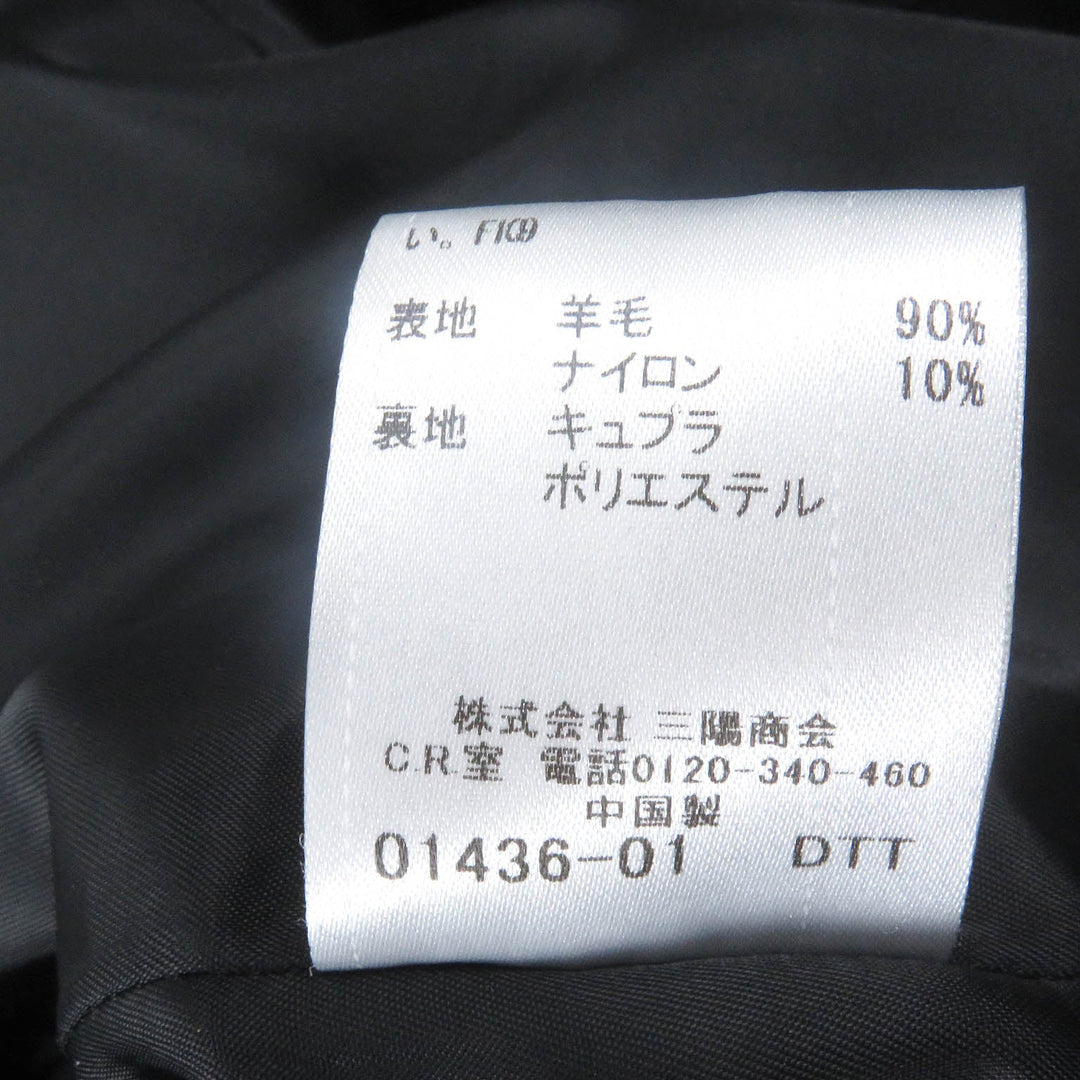 い。F109
表地 羊毛 90%
ナイロン 10%
裏地 キュプラ
ポリエステル
株式会社 三陽商会
C.R.室 電話0120-340-460
中国製
01436-01 DTT